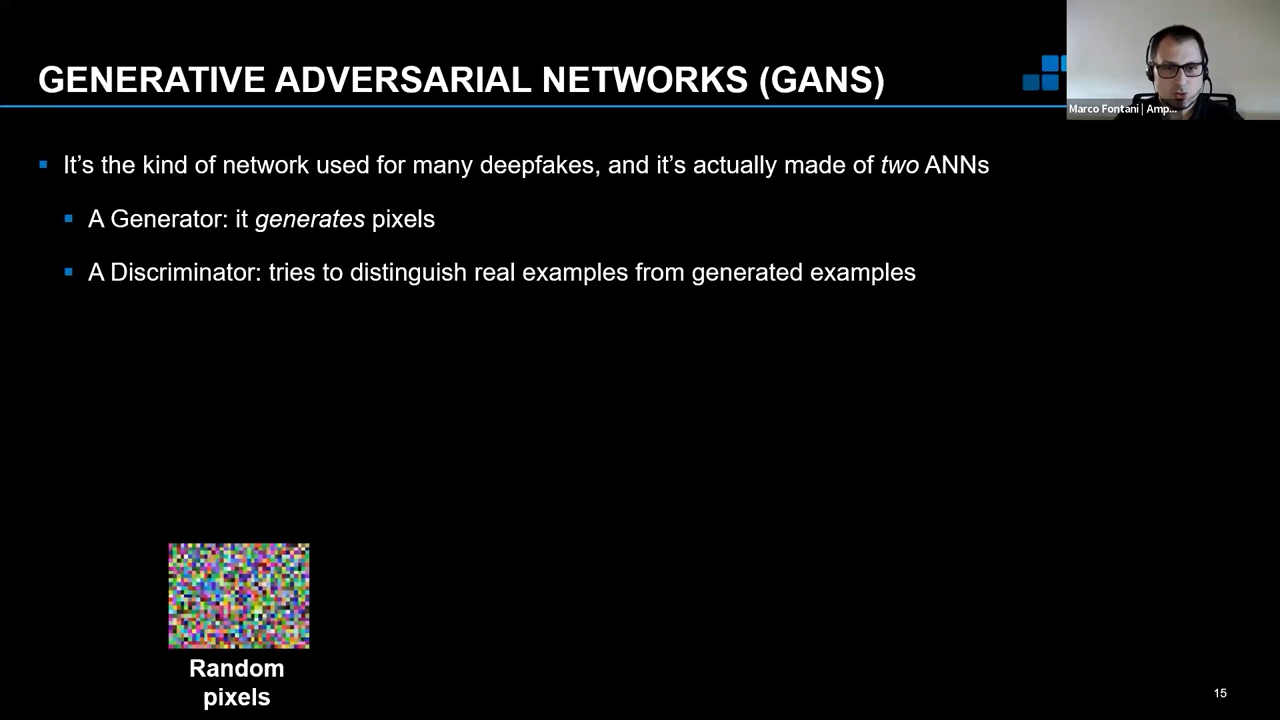 GENERATIVE ADVERSARIAL NETWORKS (GANS)
Marco Fontani | Amp...
It’s the kind of network used for many deepfakes, and it’s actually made of two ANNs
A Generator: it generates pixels
A Discriminator: tries to distinguish real examples from generated examples
Random
pixels
15